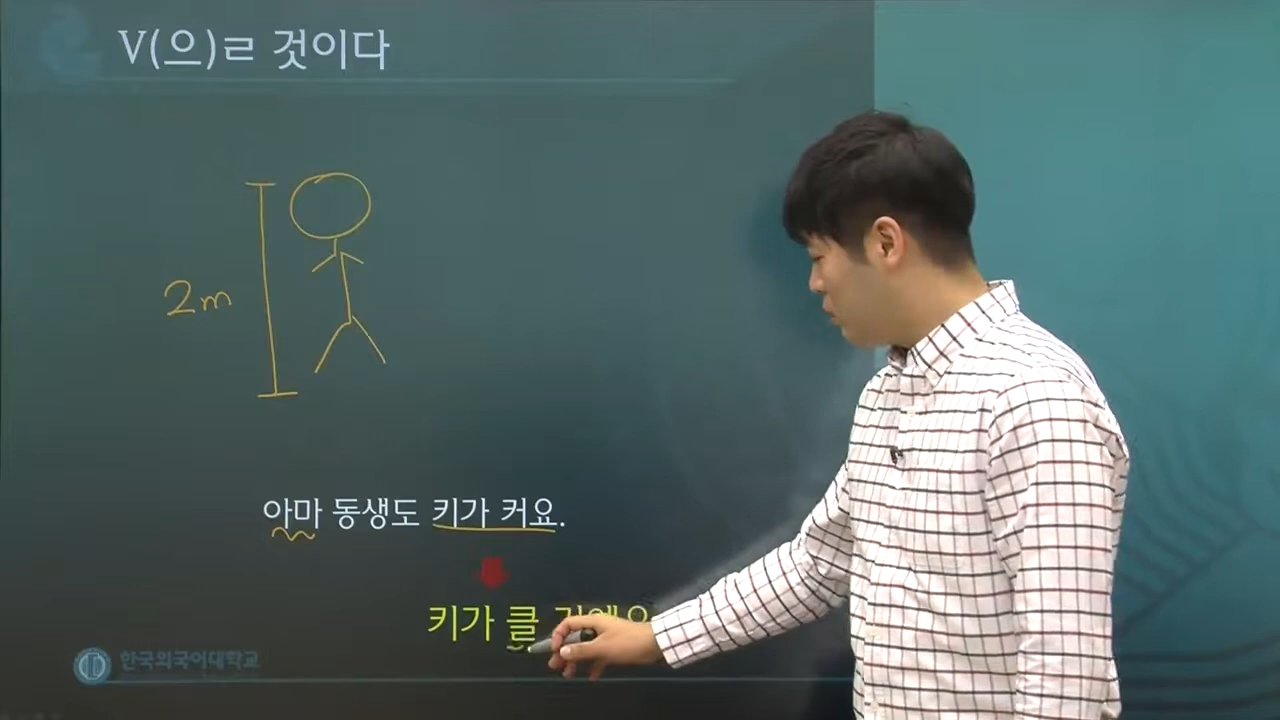 V(으)ㄹ 것이다
2m
아마 동생도 키가 커요.
키가 클
한국외국어대학교